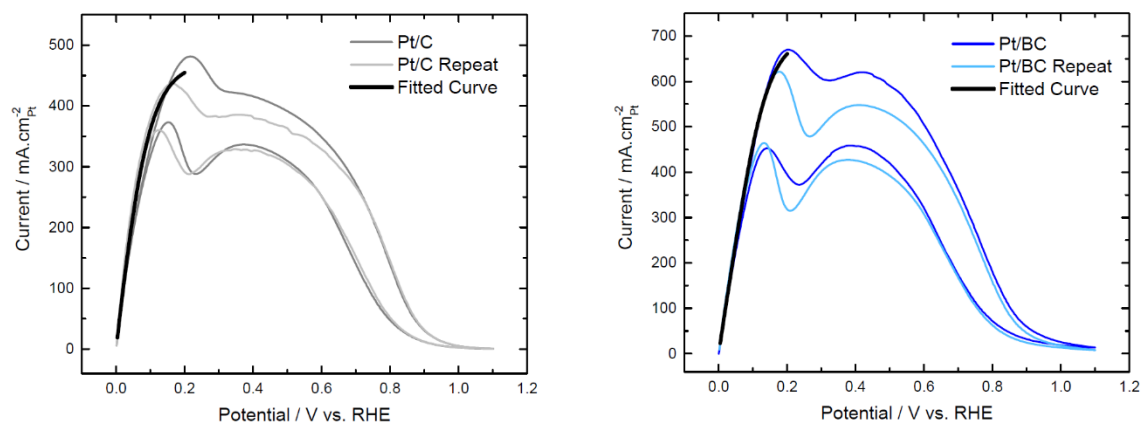 Current / mA.cm⁻²Pt
500
400
300
200
100
0
Pt/C
Pt/C Repeat
Fitted Curve
0.0 0.2 0.4 0.6 0.8 1.0 1.2
Potential / V vs. RHE
Current / mA.cm⁻²Pt
700
600
500
400
300
200
100
0
Pt/BC
Pt/BC Repeat
Fitted Curve
0.0 0.2 0.4 0.6 0.8 1.0 1.2
Potential / V vs. RHE